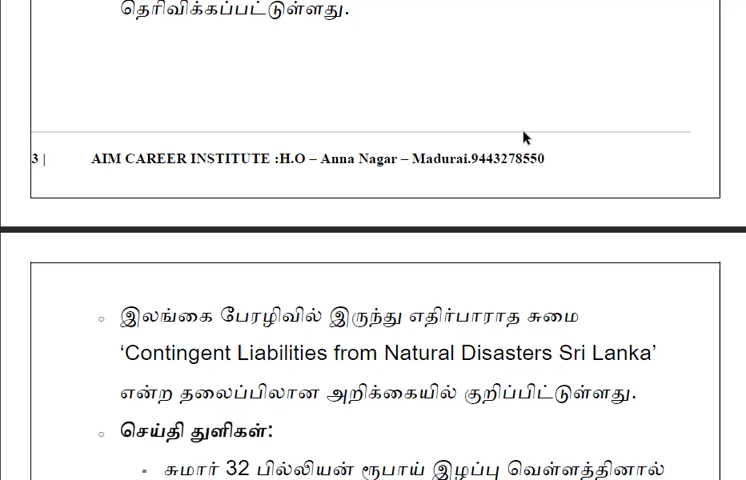 தெரிவிக்கப்பட்டுள்ளது.
3 | AIM CAREER INSTITUTE :H.O – Anna Nagar – Madurai.9443278550
இலங்கை பேரழிவில் இருந்து எதிர்பாராத சுமை
‘Contingent Liabilities from Natural Disasters Sri Lanka’
என்ற தலைப்பிலான அறிக்கையில் குறிப்பிட்டுள்ளது.
செய்தி துளிகள்:
சுமார் 32 பில்லியன் ரூபாய் இழப்பு வெள்ளத்தினால்